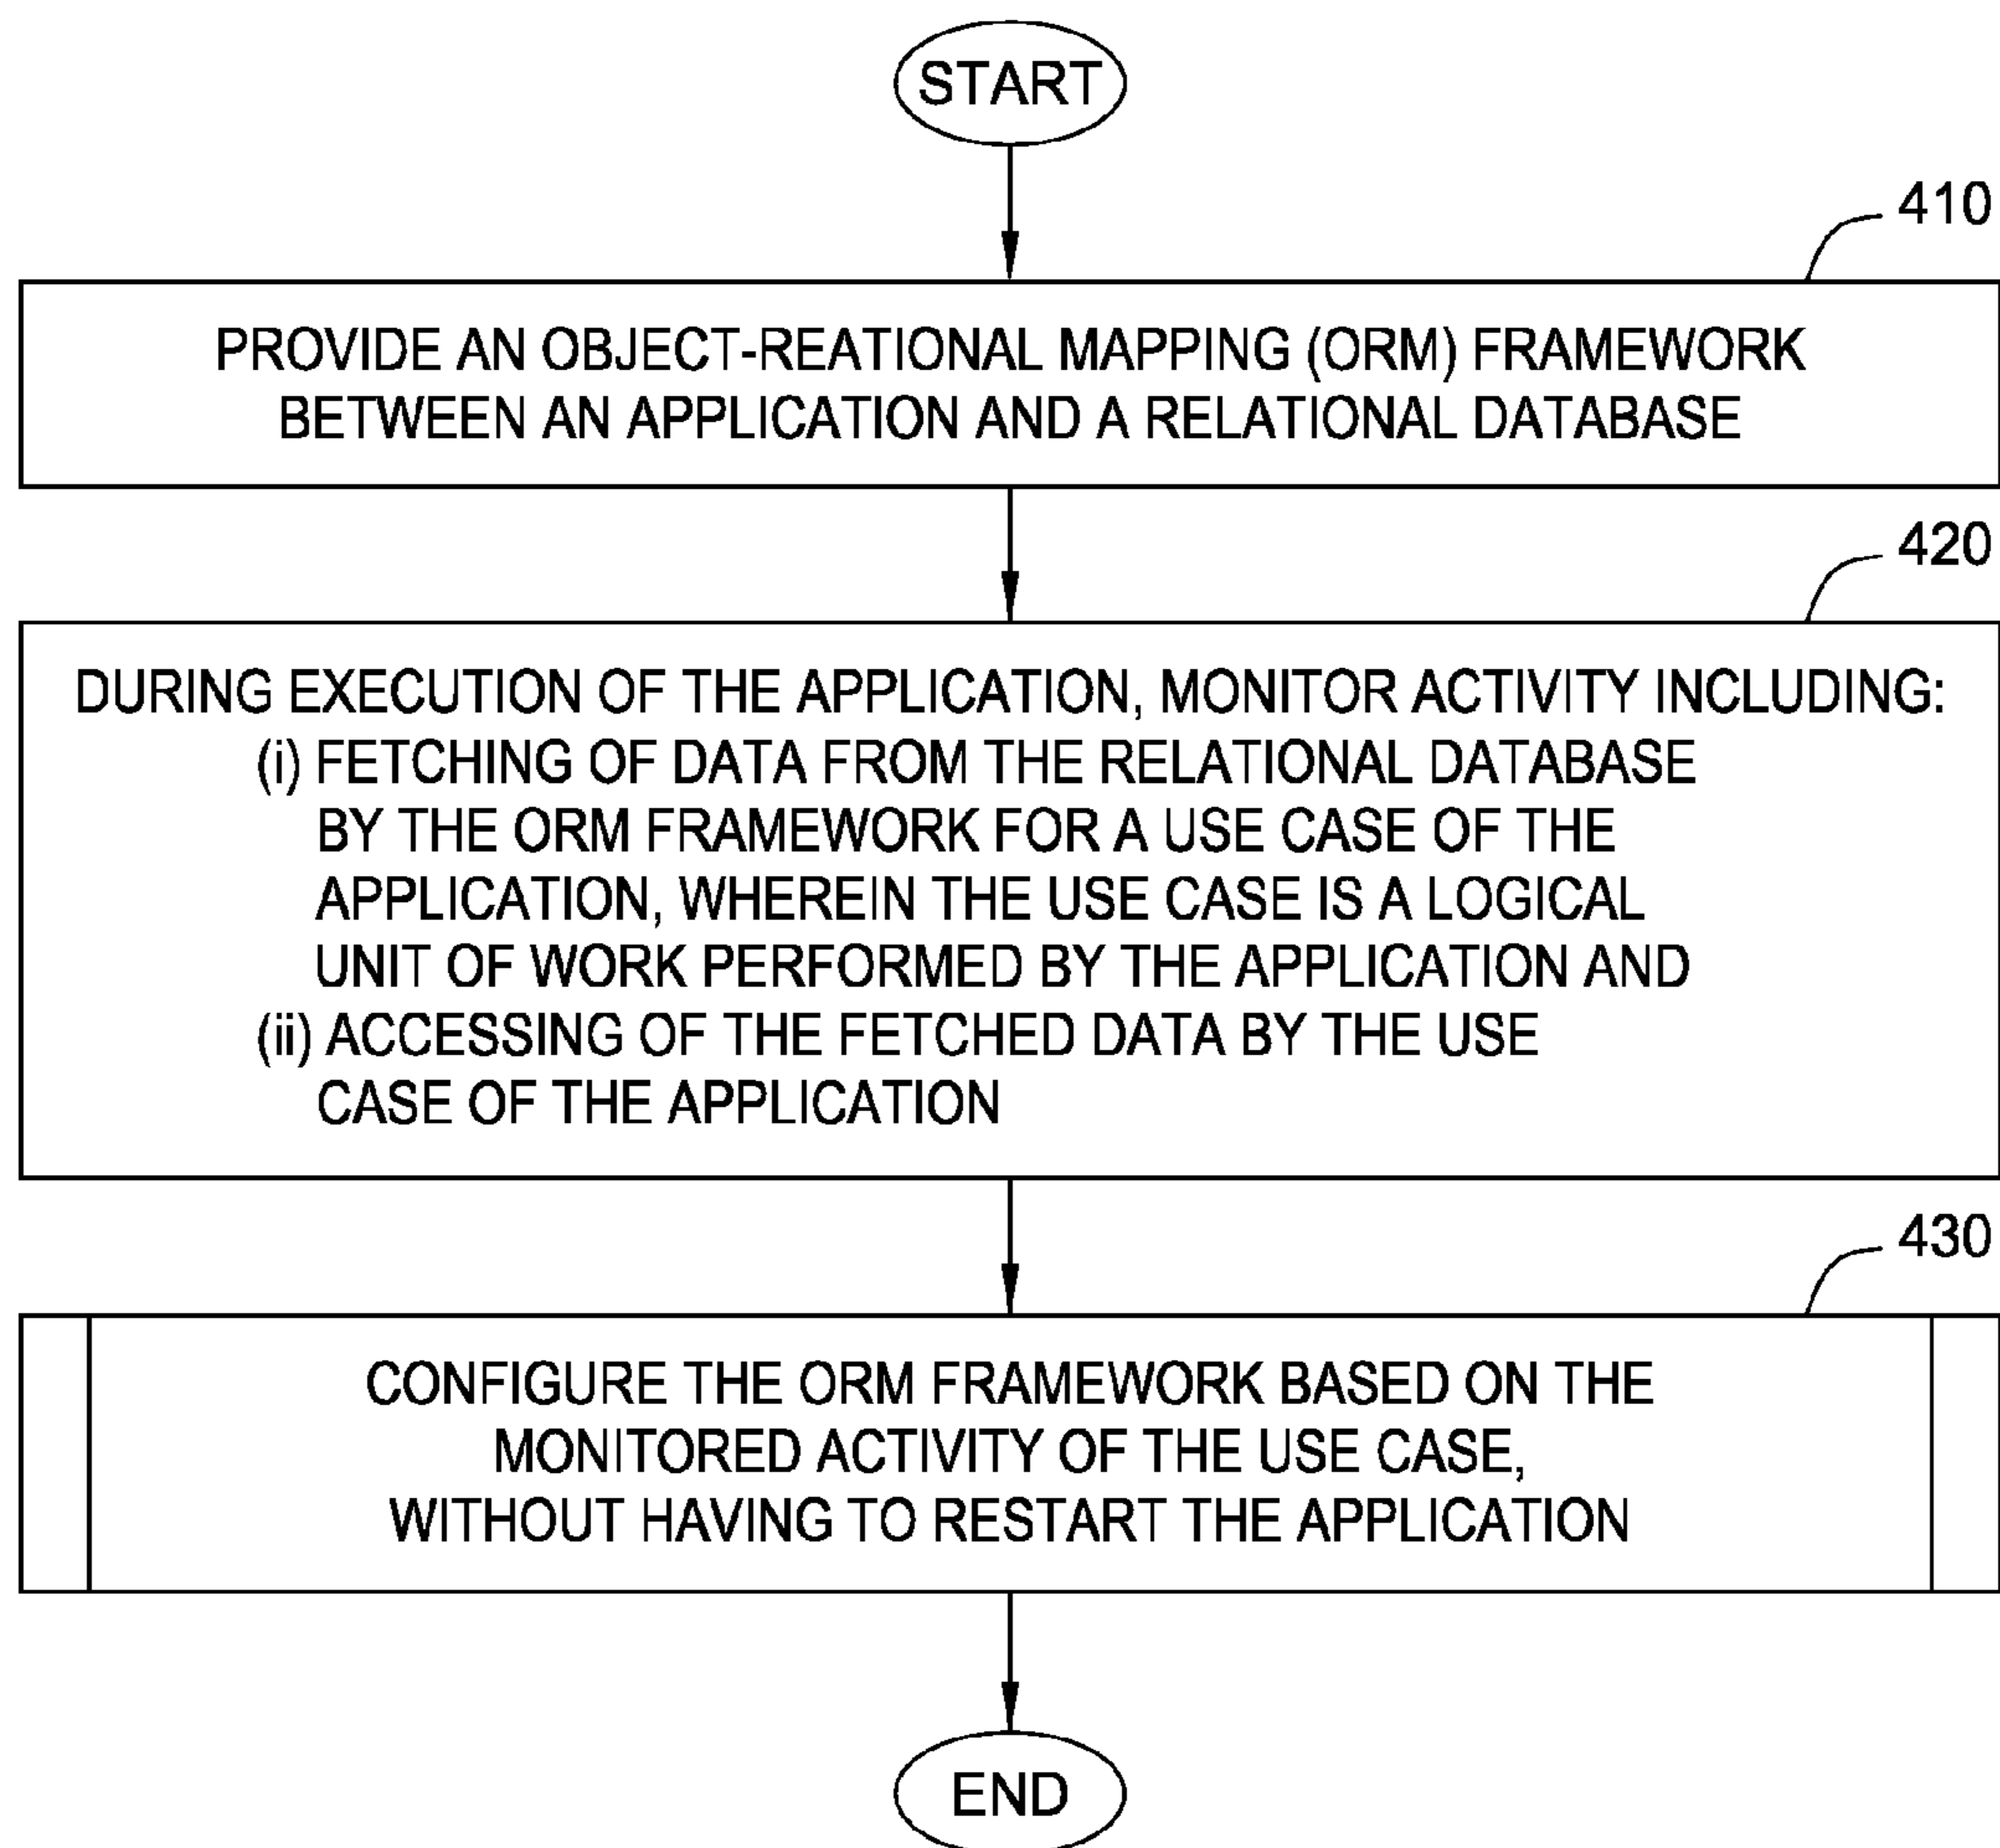 START
410
PROVIDE AN OBJECT-REATIONAL MAPPING (ORM) FRAMEWORK
BETWEEN AN APPLICATION AND A RELATIONAL DATABASE
420
DURING EXECUTION OF THE APPLICATION, MONITOR ACTIVITY INCLUDING:
(i) FETCHING OF DATA FROM THE RELATIONAL DATABASE
BY THE ORM FRAMEWORK FOR A USE CASE OF THE
APPLICATION, WHEREIN THE USE CASE IS A LOGICAL
UNIT OF WORK PERFORMED BY THE APPLICATION AND
(ii) ACCESSING OF THE FETCHED DATA BY THE USE
CASE OF THE APPLICATION
430
CONFIGURE THE ORM FRAMEWORK BASED ON THE
MONITORED ACTIVITY OF THE USE CASE,
WITHOUT HAVING TO RESTART THE APPLICATION
END